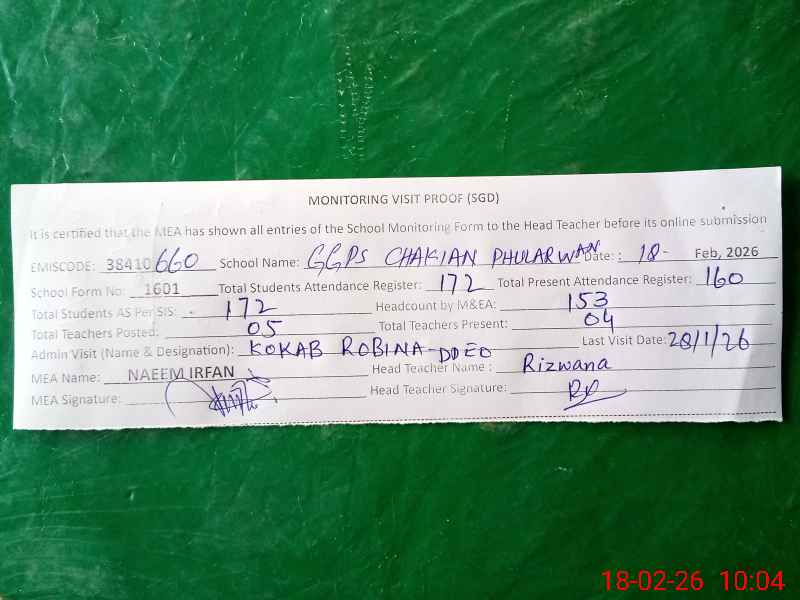 MONITORING VISIT PROOF (SGD)
It is certified that the MEA has shown all entries of the School Monitoring Form to the Head Teacher before its online submission
EMISCODE: 38410660 School Name: GGPS CHAKIAN PHULARWAN Date: : 18- Feb, 2026
School Form No: 1601 Total Students Attendance Register: 172 Total Present Attendance Register: 160
Total Students AS Per SIS: 172 Headcount by M&EA: 153
Total Teachers Posted: 05 Total Teachers Present: 04
Admin Visit (Name & Designation): KOKAB ROBINA-DDEO Last Visit Date: 28/1/26
MEA Name: NAEEM IRFAN Head Teacher Name : Rizwana
MEA Signature: Head Teacher Signature:
18-02-26 10:04